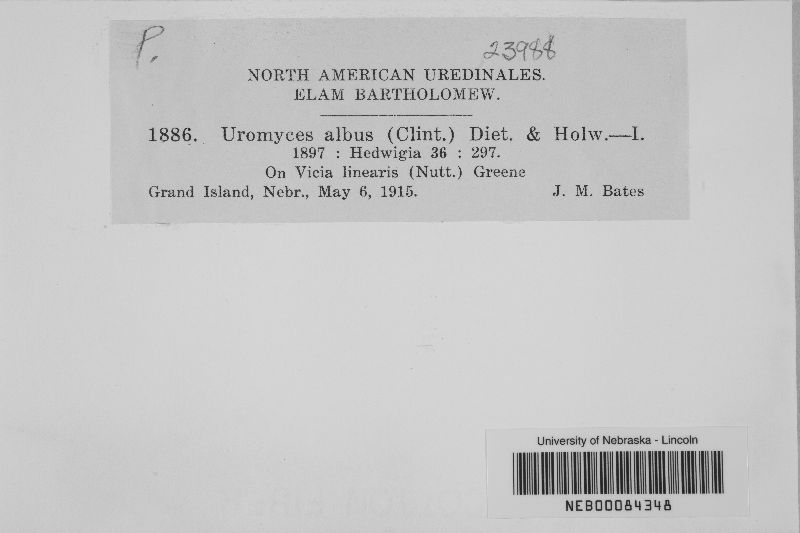 P.
23988
NORTH AMERICAN UREDINALES.
ELAM BARTHOLOMEW.
1886. Uromyces albus (Clint.) Diet. & Holw.—I.
1897 : Hedwigia 36 : 297.
On Vicia linearis (Nutt.) Greene
Grand Island, Nebr., May 6, 1915. J. M. Bates
University of Nebraska - Lincoln
NEB00084348